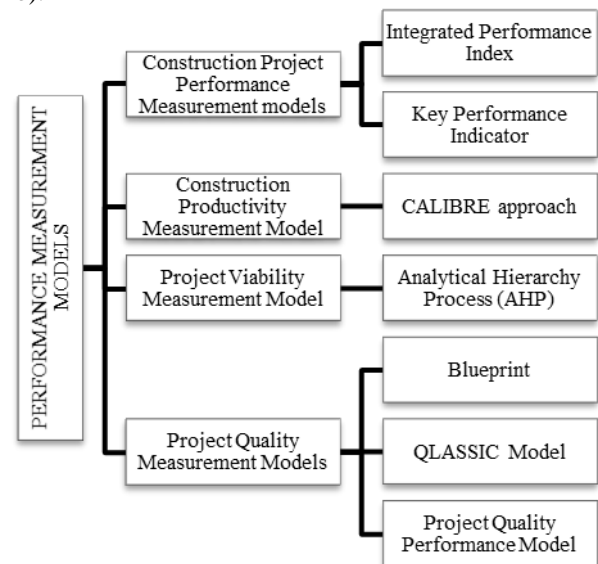 PERFORMANCE MEASUREMENT
MODELS
Construction Project
Performance
Measurement models
Integrated Performance
Index
Key Performance
Indicator
Construction
Productivity
Measurement Model
CALIBRE approach
Project Viability
Measurement Model
Analytical Hierarchy
Process (AHP)
Project Quality
Measurement Models
Blueprint
QLASSIC Model
Project Quality
Performance Model